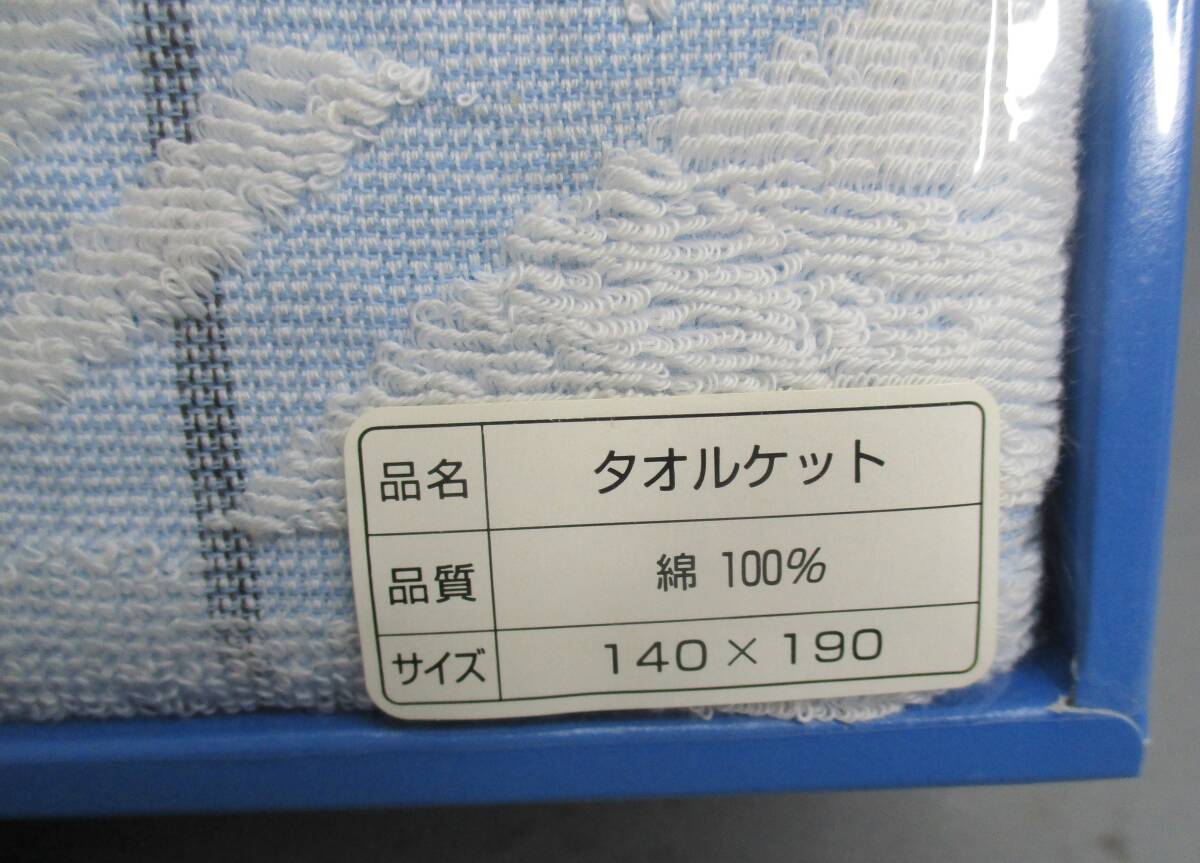 品名 タオルケット
品質 綿 100%
サイズ 140×190